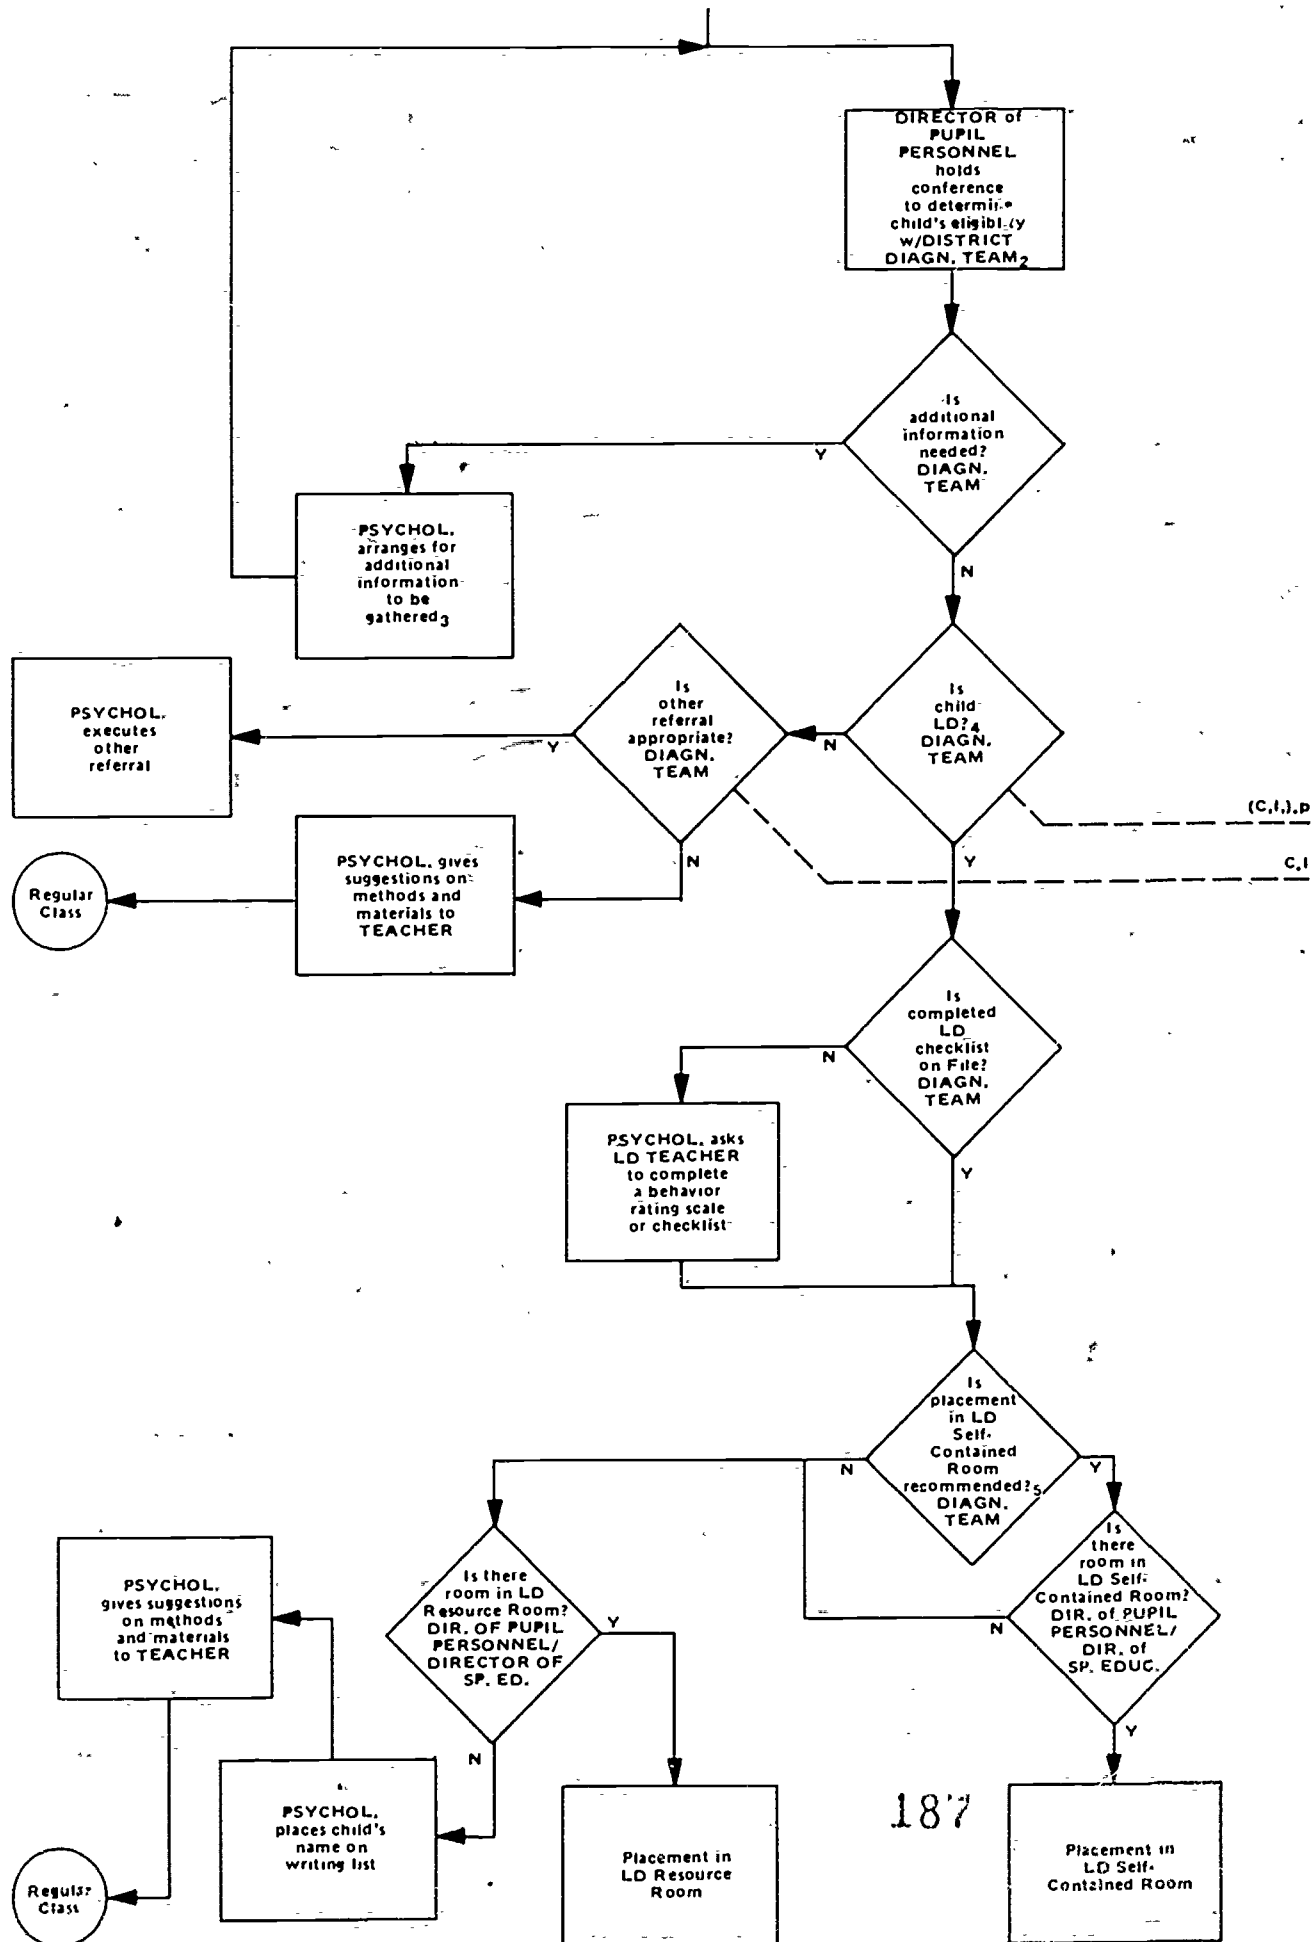 DIRECTOR of
PUPIL
PERSONNEL
holds
conference
to determine
child's eligibility
w/DISTRICT
DIAGN. TEAM2
Is
additional
information
needed?
DIAGN.
TEAM
Y
N
PSYCHOL.
arranges for
additional
information
to be
gathered3
Is
child
LD?4
DIAGN.
TEAM
N
Y
Is
other
referral
appropriate?
DIAGN.
TEAM
Y
N
PSYCHOL.
executes
other
referral
(C,I,),p
C,I
PSYCHOL. gives
suggestions on
methods and
materials to
TEACHER
Regular
Class
Is
completed
LD
checklist
on File?
DIAGN.
TEAM
N
Y
PSYCHOL. asks
LD TEACHER
to complete
a behavior
rating scale
or checklist
Is
placement
in LD
Self-
Contained
Room
recommended?5
DIAGN.
TEAM
N
Y
Is
there
room in
LD Self-
Contained Room?
DIR. of PUPIL
PERSONNEL/
DIR. of
SP. EDUC.
N
Y
Is there
room in LD
Resource Room?
DIR. OF PUPIL
PERSONNEL/
DIRECTOR OF
SP. ED.
Y
N
PSYCHOL.
gives suggestions
on methods
and materials
to TEACHER
PSYCHOL.
places child's
name on
writing list
Regular
Class
Placement in
LD Resource
Room
187
Placement in
LD Self-
Contained Room